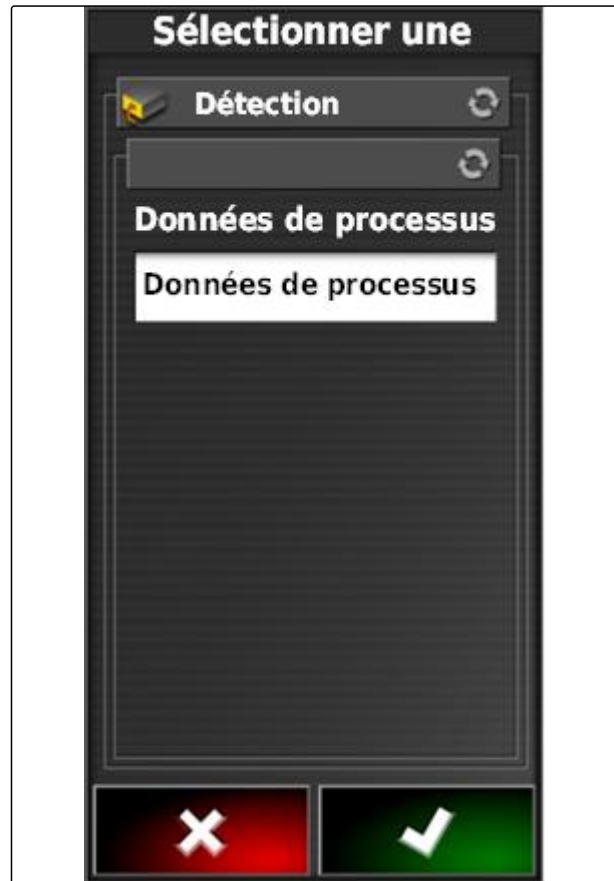 Sélectionner une
Détection
Données de processus
Données de processus